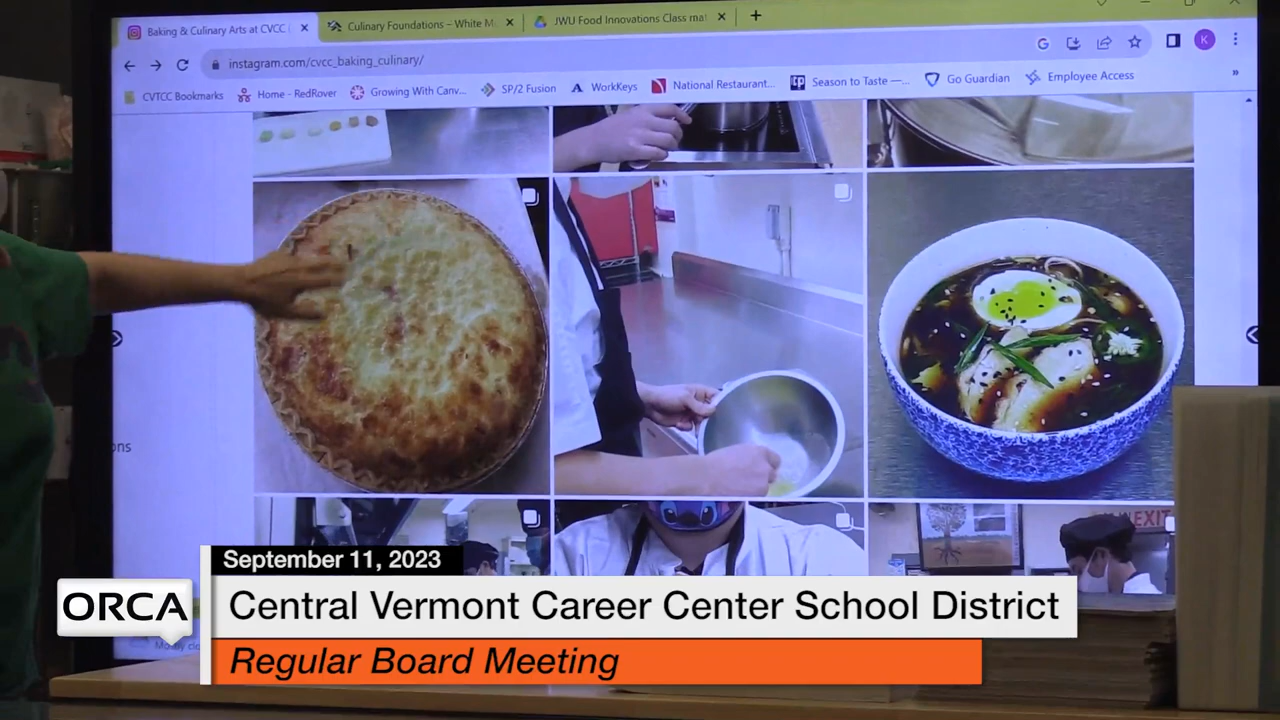 Baking & Culinary Arts at CVCC
Culinary Foundations – White M
JWU Food Innovations Class mat
instagram.com/cvcc_baking_culinary/
K
CVTCC Bookmarks
Home - RedRover
Growing With Canv...
SP/2 Fusion
WorkKeys
National Restaurant...
Season to Taste —...
Go Guardian
Employee Access
ons
EXIT
September 11, 2023
ORCA
Central Vermont Career Center School District
Regular Board Meeting